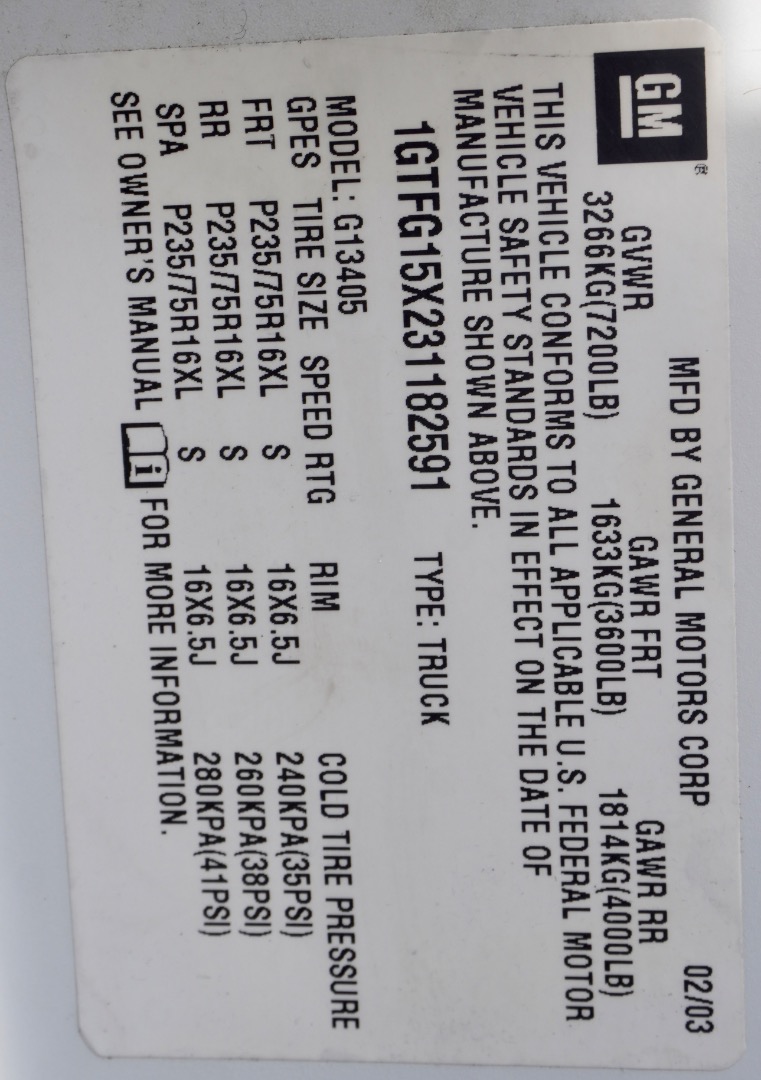 GM®
MFD BY GENERAL MOTORS CORP 02/03
GVWR GAWR FRT GAWR RR
3266KG(7200LB) 1633KG(3600LB) 1814KG(4000LB)
THIS VEHICLE CONFORMS TO ALL APPLICABLE U.S. FEDERAL MOTOR
VEHICLE SAFETY STANDARDS IN EFFECT ON THE DATE OF
MANUFACTURE SHOWN ABOVE.
1GTFG15X231182591 TYPE: TRUCK
MODEL: G13405
GPES TIRE SIZE SPEED RTG RIM COLD TIRE PRESSURE
FRT P235/75R16XL S 16X6.5J 240KPA(35PSI)
RR P235/75R16XL S 16X6.5J 260KPA(38PSI)
SPA P235/75R16XL S 16X6.5J 280KPA(41PSI)
SEE OWNER'S MANUAL i FOR MORE INFORMATION.